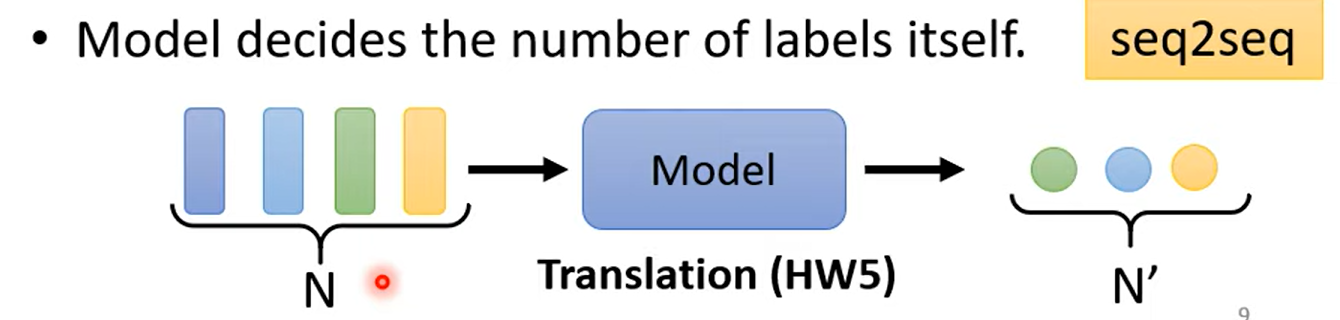 • Model decides the number of labels itself.
seq2seq
Model
Translation (HW5)
N
N’
9